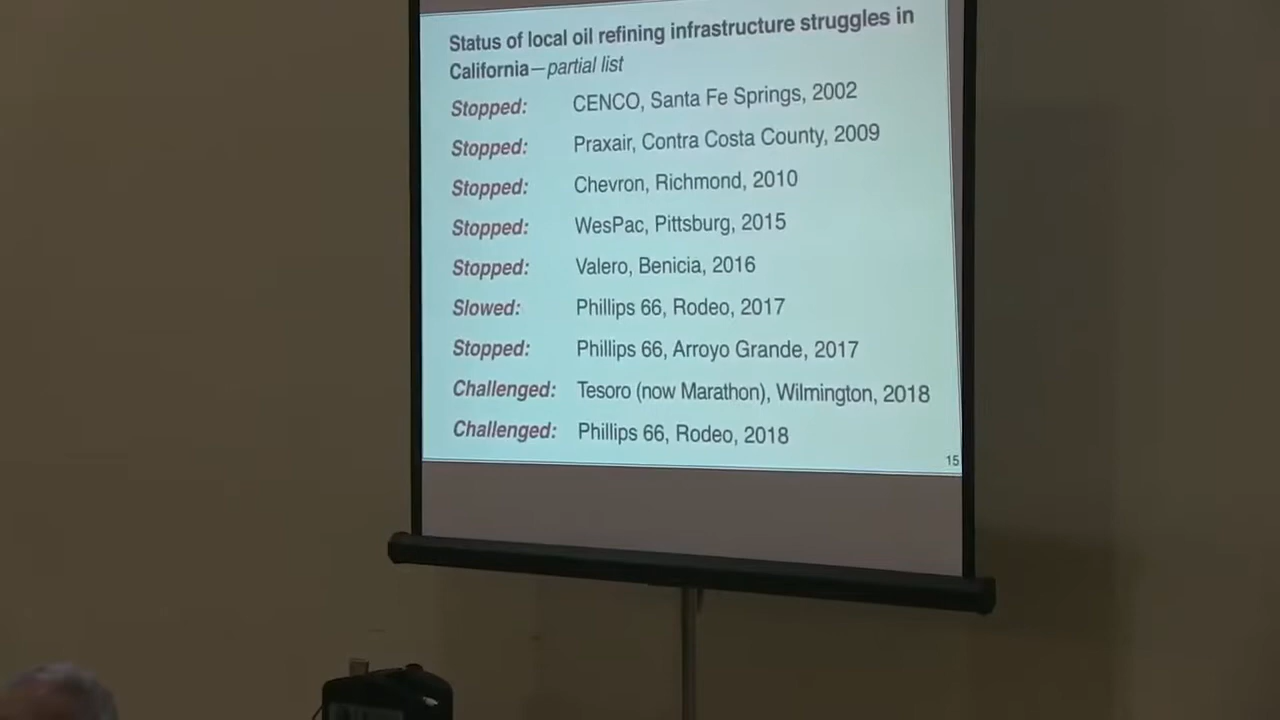 Status of local oil refining infrastructure struggles in
California—partial list
Stopped: CENCO, Santa Fe Springs, 2002
Stopped: Praxair, Contra Costa County, 2009
Stopped: Chevron, Richmond, 2010
Stopped: WesPac, Pittsburg, 2015
Stopped: Valero, Benicia, 2016
Slowed: Phillips 66, Rodeo, 2017
Stopped: Phillips 66, Arroyo Grande, 2017
Challenged: Tesoro (now Marathon), Wilmington, 2018
Challenged: Phillips 66, Rodeo, 2018
15